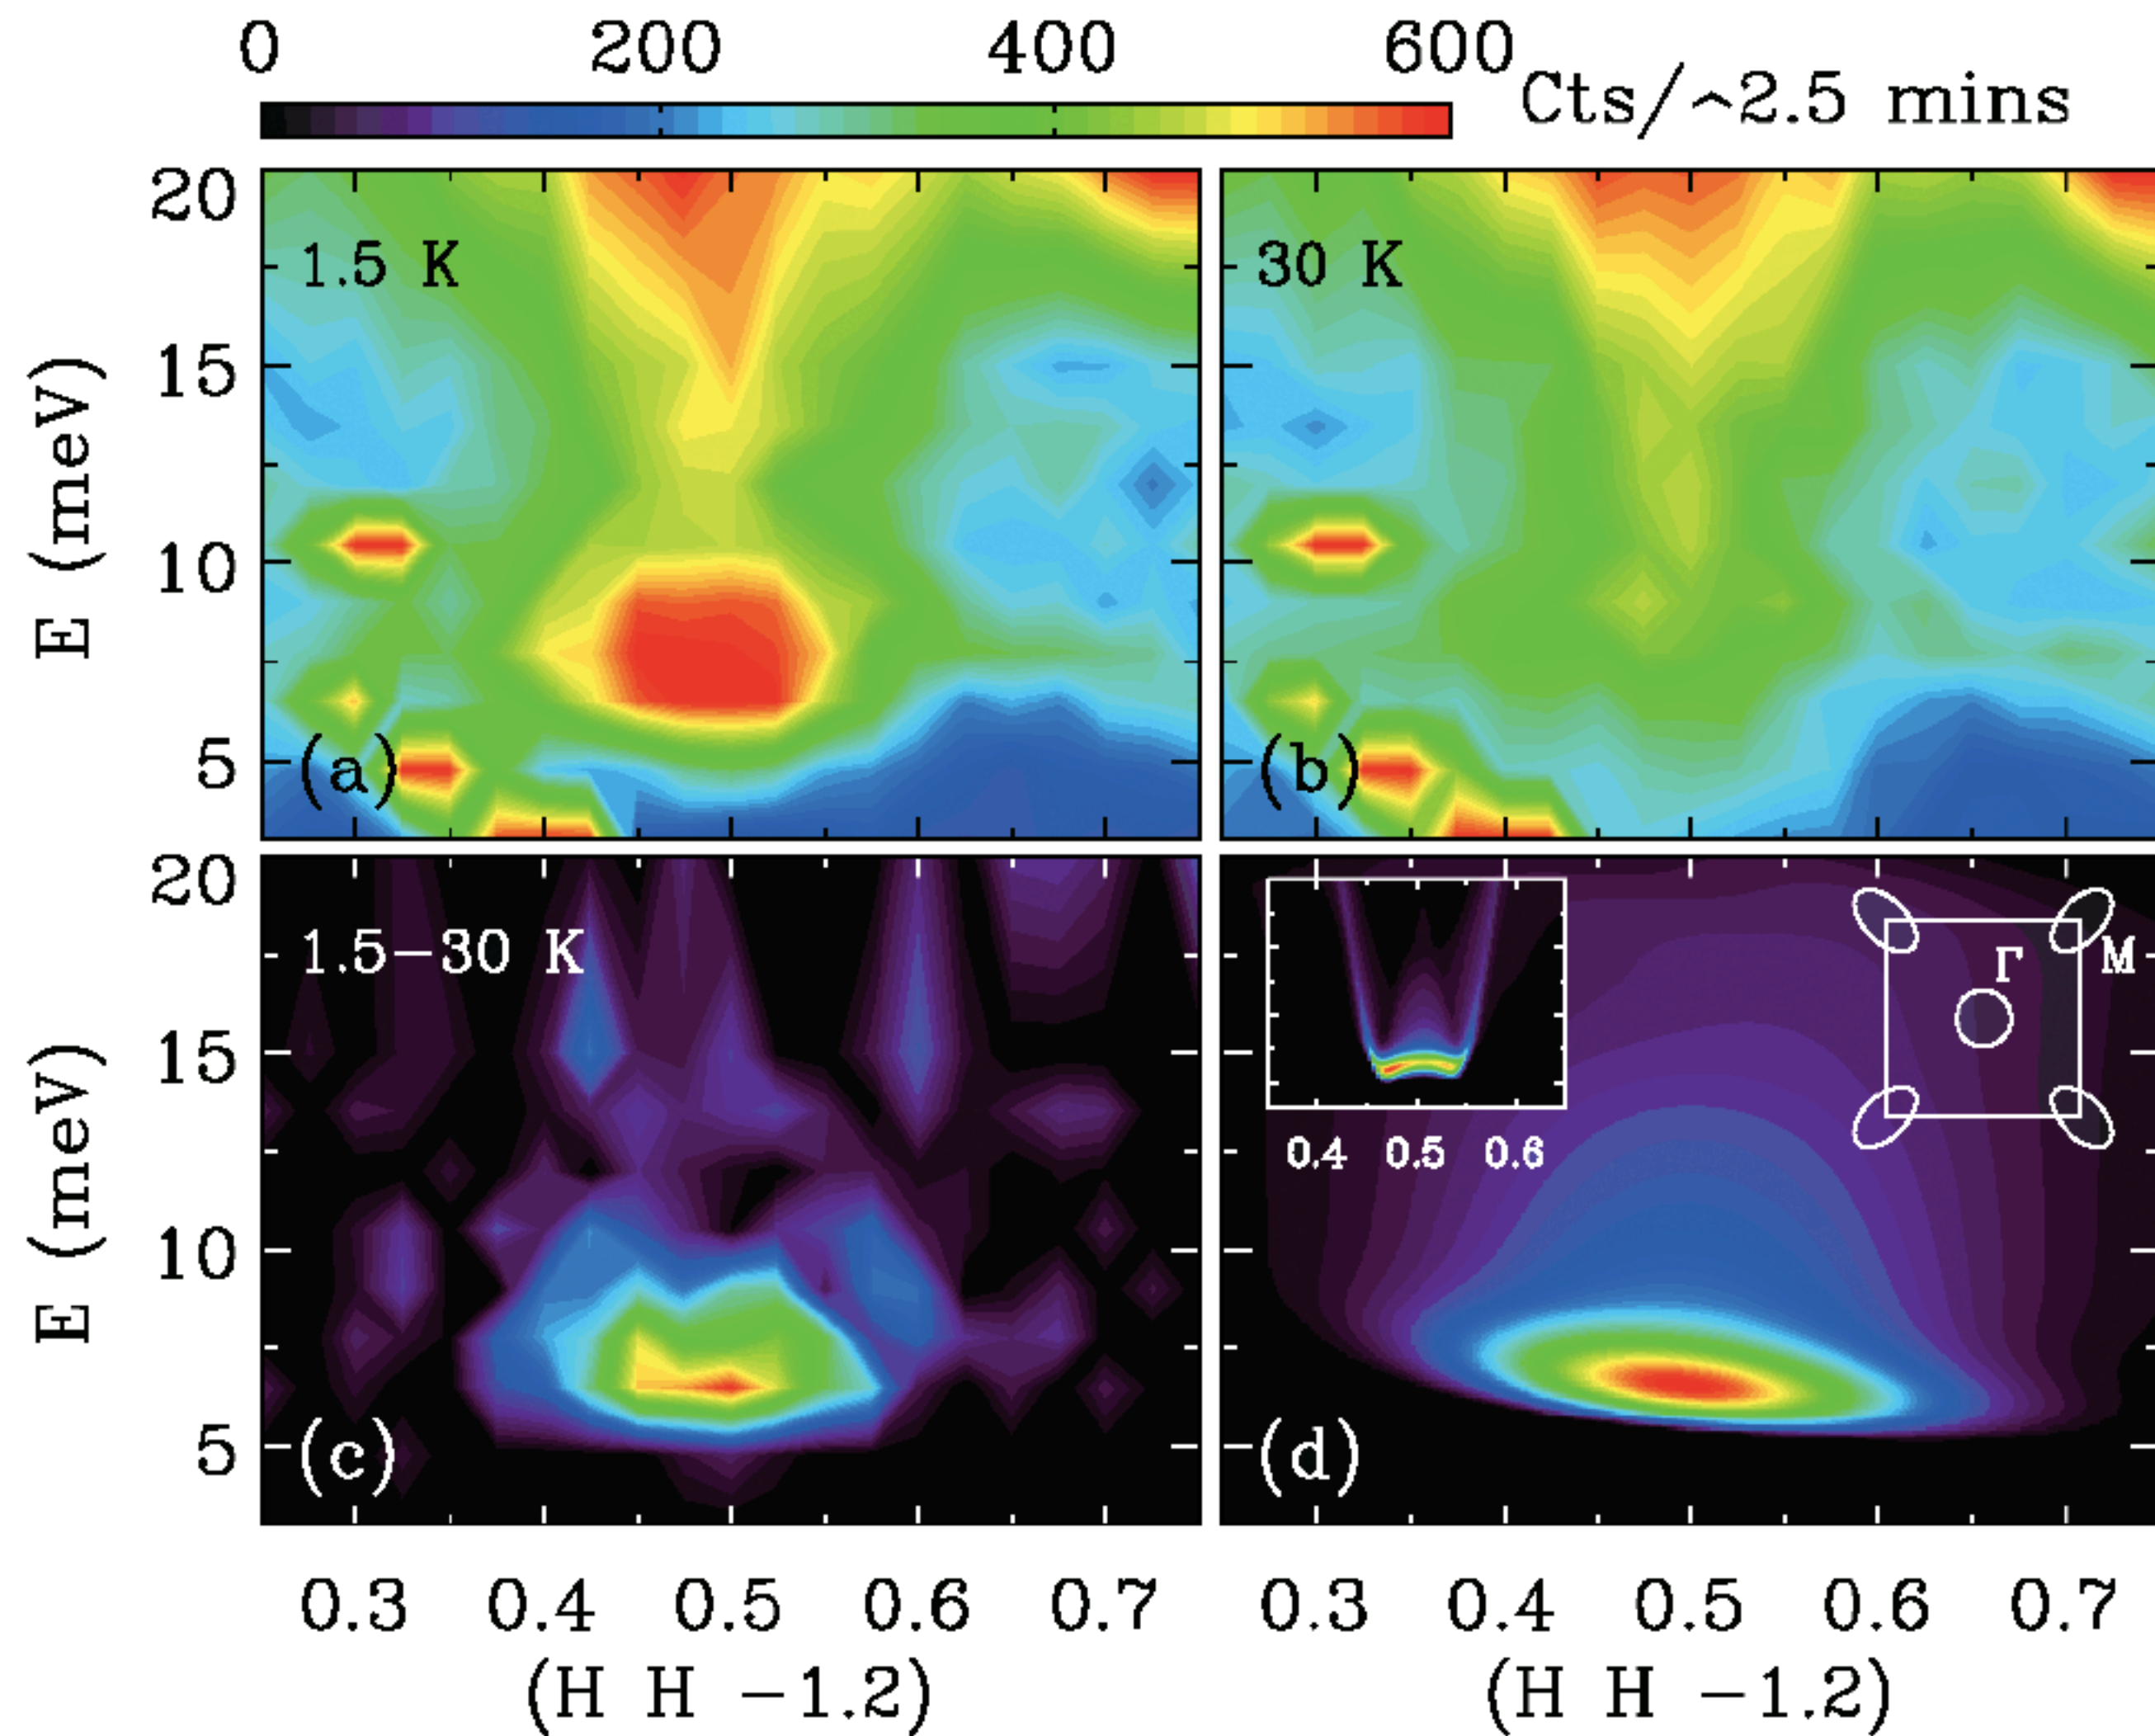 0 200 400 600 Cts/^2.5 mins
20 1.5 K 30 K
15
E (meV)
10
5 (a) (b)
20 1.5−30 K Γ M
15
0.4 0.5 0.6
E (meV)
10
5 (c) (d)
0.3 0.4 0.5 0.6 0.7 0.3 0.4 0.5 0.6 0.7
(H H −1.2) (H H −1.2)